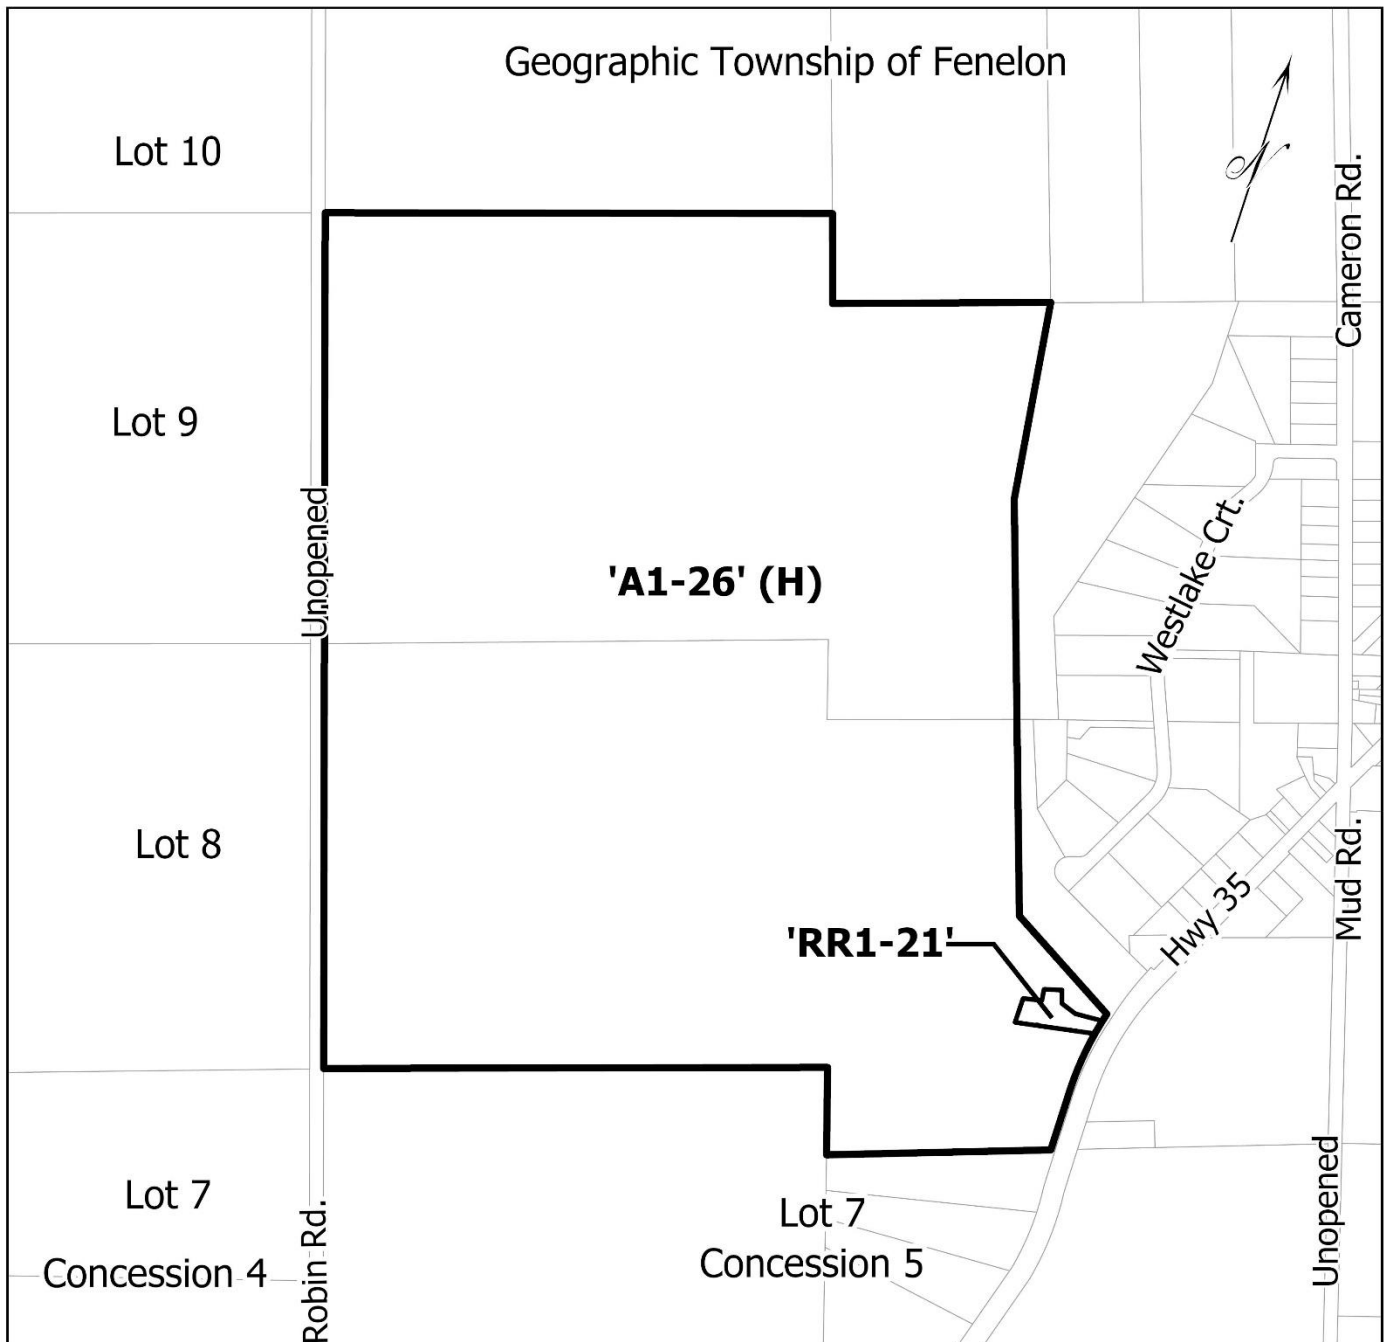 Geographic Township of Fenelon
Lot 10
N
Cameron Rd.
Lot 9
Unopened
'A1-26' (H)
Westlake Crt.
Lot 8
Hwy 35
Mud Rd.
'RR1-21'
Lot 7
Lot 7
Concession 4
Concession 5
Robin Rd.
Unopened